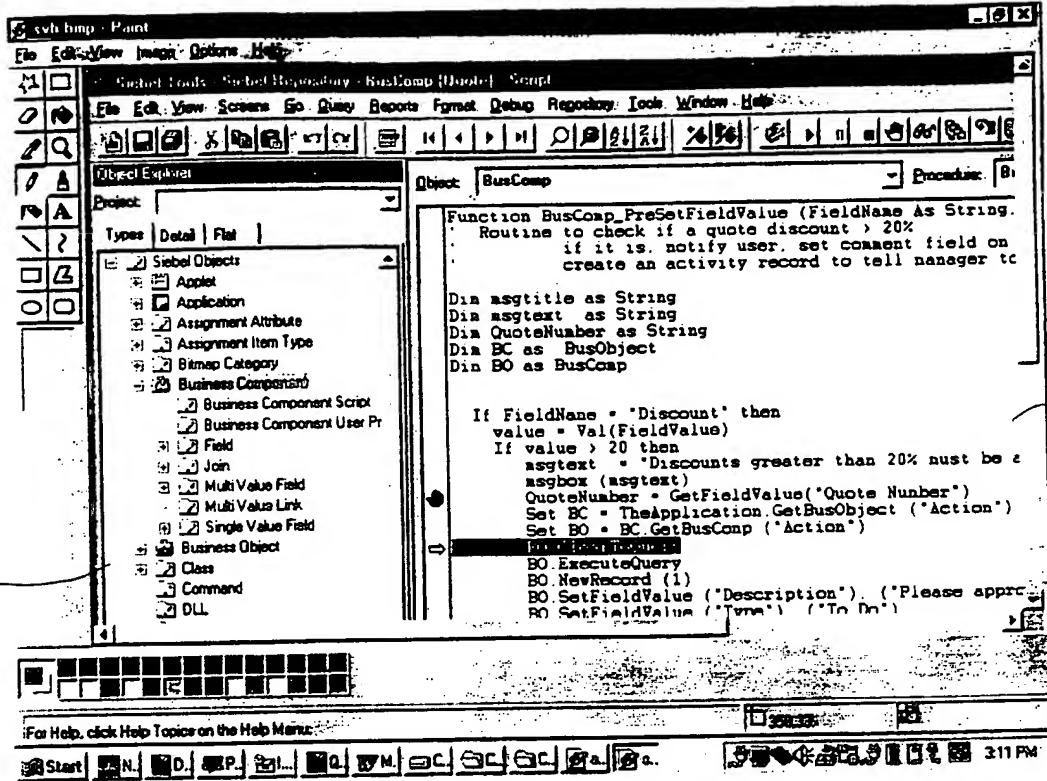 svh.bmp - Paint
File Edit View Image Options Help
Siebel Tools - Siebel Repository - BusComp [Quote] - Script
File Edit View Screens Go Query Reports Format Debug Repository Tools Window Help
Object Explorer
Project:
Types Detail Flat
Siebel Objects
Applet
Application
Assignment Attribute
Assignment Item Type
Bitmap Category
Business Component
Business Component Script
Business Component User Pr
Field
Join
Multi Value Field
Multi Value Link
Single Value Field
Business Object
Class
Command
DLL
Object: BusComp Procedure: B
Function BusComp_PreSetFieldValue (FieldName As String,
' Routine to check if a quote discount > 20%
' if it is, notify user, set comment field on
' create an activity record to tell manager to
Dim msgtitle as String
Dim msgtext as String
Dim QuoteNumber as String
Dim BC as BusObject
Dim BO as BusComp
If FieldName = "Discount" then
value = Val(FieldValue)
If value > 20 then
msgtext = "Discounts greater than 20% must be a
msgbox (msgtext)
QuoteNumber = GetFieldValue("Quote Number")
Set BC = TheApplication.GetBusObject ("Action")
Set BO = BC.GetBusComp ("Action")
BO.ExecuteQuery
BO.NewRecord (1)
BO.SetFieldValue ("Description"), ("Please appro
BO.SetFieldValue ("Type"), ("To Do")
For Help, click Help Topics on the Help Menu.
Start N.. D.. P.. I... Q.. M.. C.. C.. C.. a.. a.. 3:11 PM